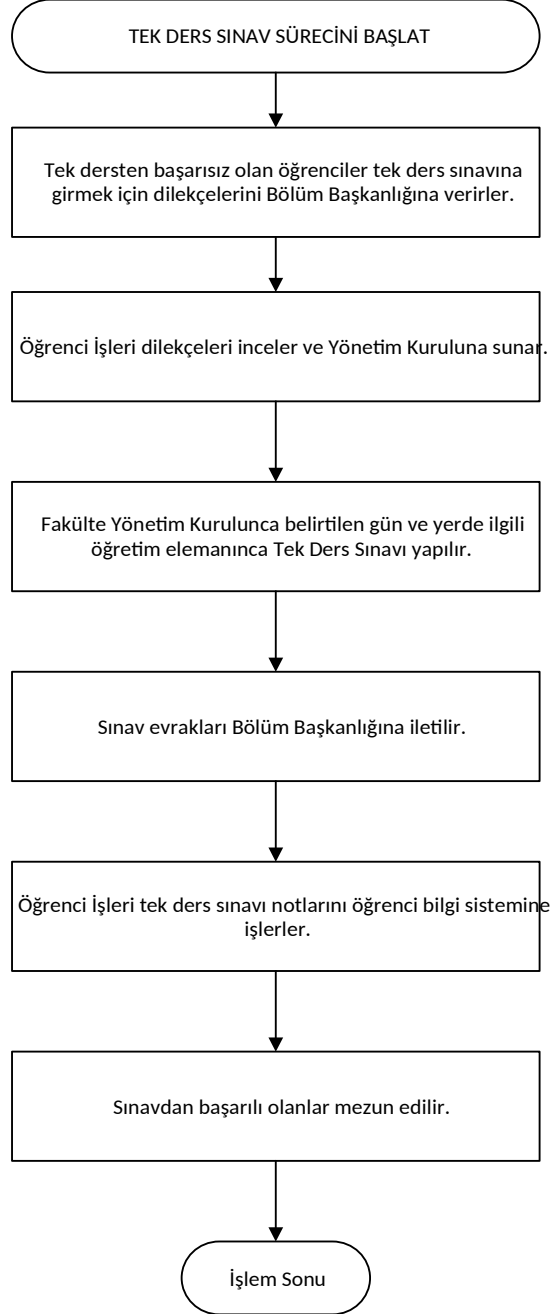 TEK DERS SINAV SÜRECİNİ BAŞLAT
Tek dersten başarısız olan öğrenciler tek ders sınavına
girmek için dilekçelerini Bölüm Başkanlığına verirler.
Öğrenci İşleri dilekçeleri inceler ve Yönetim Kuruluna sunar.
Fakülte Yönetim Kurulunca belirtilen gün ve yerde ilgili
öğretim elemanınca Tek Ders Sınavı yapılır.
Sınav evrakları Bölüm Başkanlığına iletilir.
Öğrenci İşleri tek ders sınavı notlarını öğrenci bilgi sistemine
işlerler.
Sınavdan başarılı olanlar mezun edilir.
İşlem Sonu